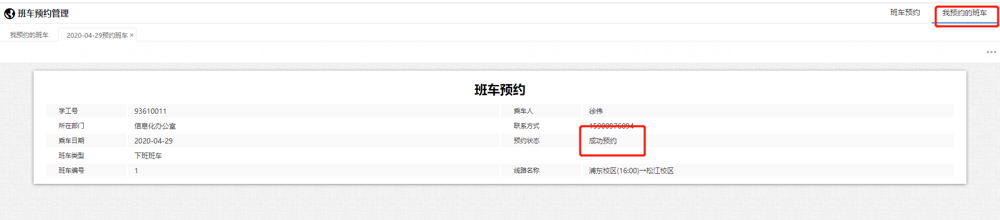 班车预约管理 班车预约 我预约的班车
我预约的班车 2020-04-29预约班车 ×
班车预约
学工号 93610011 乘车人 徐伟
所在部门 信息化办公室 联系方式 15900976894
乘车日期 2020-04-29 预约状态 成功预约
班车类型 下班班车
班车编号 1 线路名称 浦东校区(16:00)→松江校区